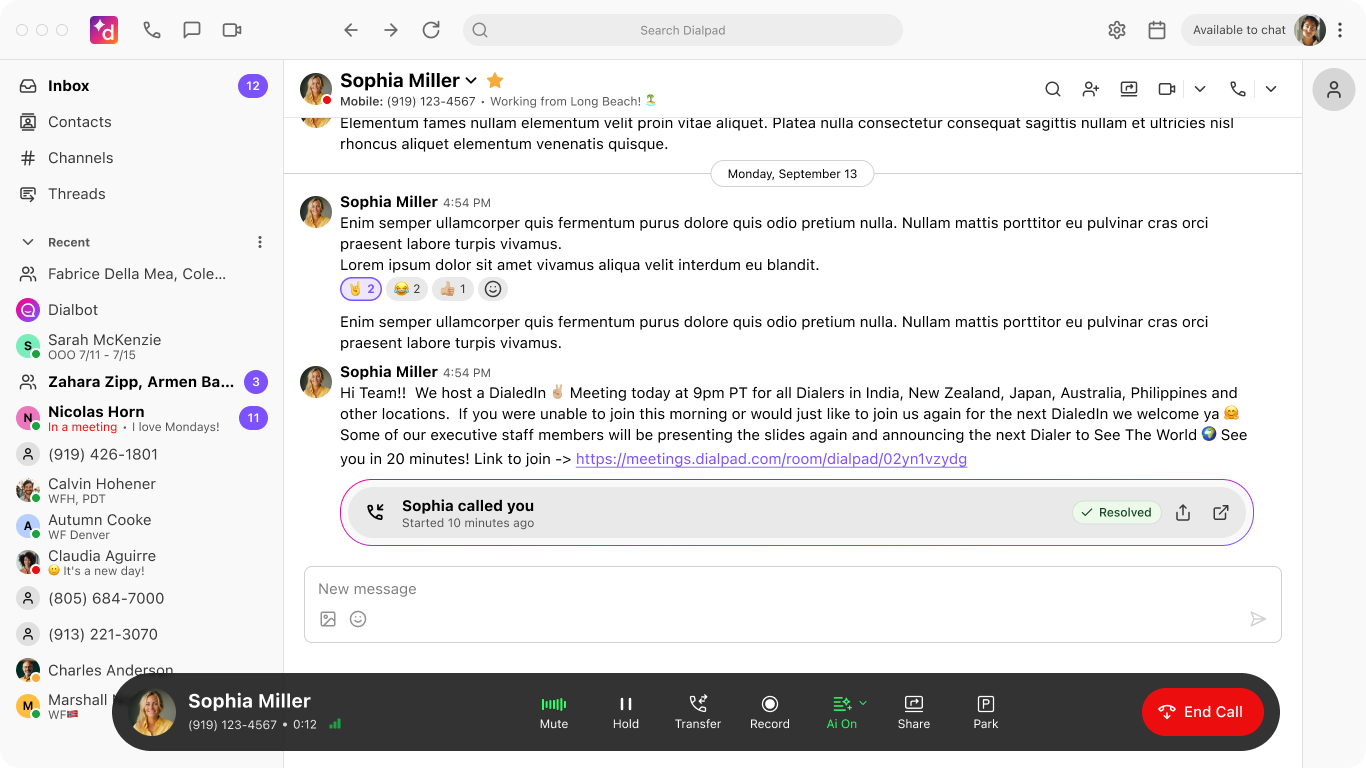 d
Search Dialpad
Available to chat
Inbox
12
Contacts
Channels
Threads
Recent
Fabrice Della Mea, Cole...
Dialbot
S
Sarah McKenzie
OOO 7/11 - 7/15
Zahara Zipp, Armen Ba...
3
N
Nicolas Horn
In a meeting • I love Mondays!
11
(919) 426-1801
Calvin Hohener
WFH, PDT
A
Autumn Cooke
WF Denver
Claudia Aguirre
🙂 It's a new day!
(805) 684-7000
(913) 221-3070
Charles Anderson
M
Marshall
WF🇺🇸
Sophia Miller
Mobile: (919) 123-4567 • Working from Long Beach! 🏝️
Elementum fames nullam elementum velit proin vitae aliquet. Platea nulla consectetur consequat sagittis nullam et ultricies nisl
rhoncus aliquet elementum venenatis quisque.
Monday, September 13
Sophia Miller 4:54 PM
Enim semper ullamcorper quis fermentum purus dolore quis odio pretium nulla. Nullam mattis porttitor eu pulvinar cras orci
praesent labore turpis vivamus.
Lorem ipsum dolor sit amet vivamus aliqua velit interdum eu blandit.
🤘 2 😂 2 👍🏼 1
Enim semper ullamcorper quis fermentum purus dolore quis odio pretium nulla. Nullam mattis porttitor eu pulvinar cras orci
praesent labore turpis vivamus.
Sophia Miller 4:54 PM
Hi Team!!  We host a DialedIn ✌🏼 Meeting today at 9pm PT for all Dialers in India, New Zealand, Japan, Australia, Philippines and
other locations.  If you were unable to join this morning or would just like to join us again for the next DialedIn we welcome ya 🤗
Some of our executive staff members will be presenting the slides again and announcing the next Dialer to See The World 🌍 See
you in 20 minutes! Link to join -> https://meetings.dialpad.com/room/dialpad/02yn1vzydg
Sophia called you
Started 10 minutes ago
Resolved
New message
Sophia Miller
(919) 123-4567 • 0:12
Mute
Hold
Transfer
Record
Ai On
Share
P
Park
End Call